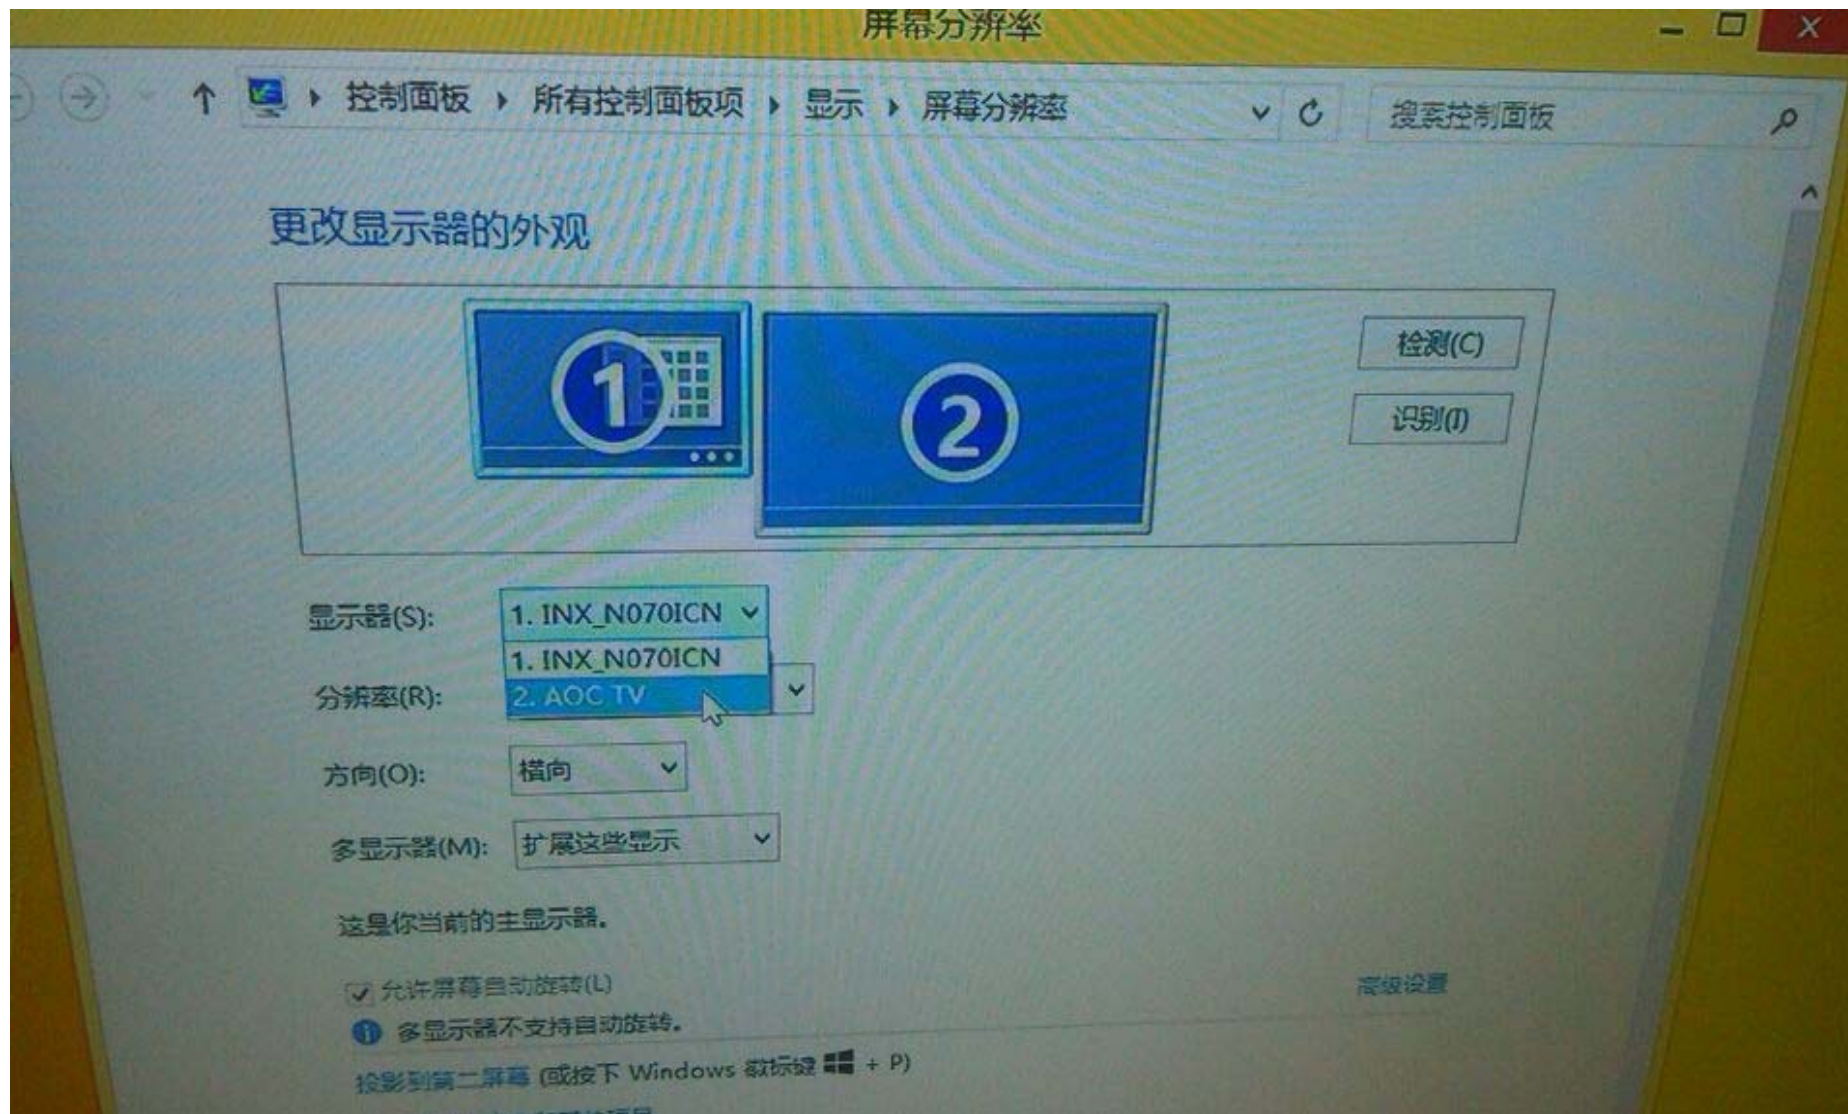 屏幕分辨率
控制面板 所有控制面板项 显示 屏幕分辨率 搜索控制面板
更改显示器的外观
1 2
检测(C)
识别(I)
显示器(S): 1. INX_N070ICN
1. INX_N070ICN
2. AOC TV
分辨率(R):
方向(O): 横向
多显示器(M): 扩展这些显示
这是你当前的主显示器。
允许屏幕自动旋转(L) 高级设置
多显示器不支持自动旋转。
投影到第二屏幕 (或按下 Windows 徽标键 + P)